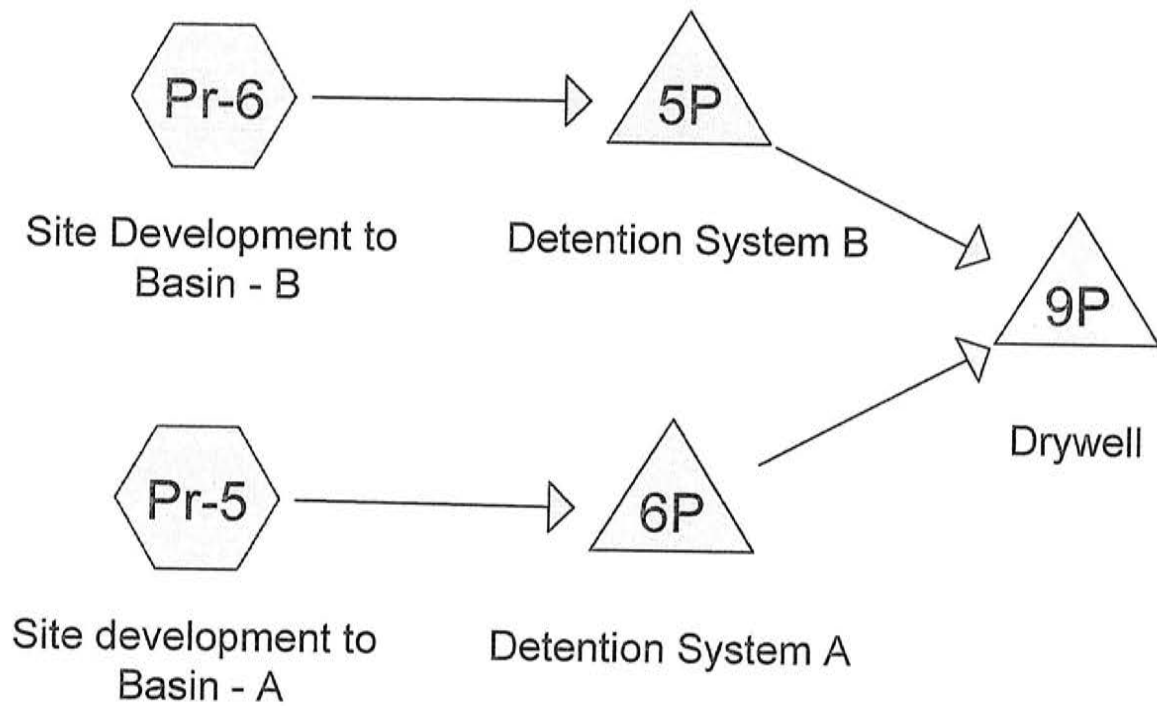 Pr-6
5P
Site Development to
Basin - B
Detention System B
9P
Drywell
Pr-5
6P
Site development to
Basin - A
Detention System A